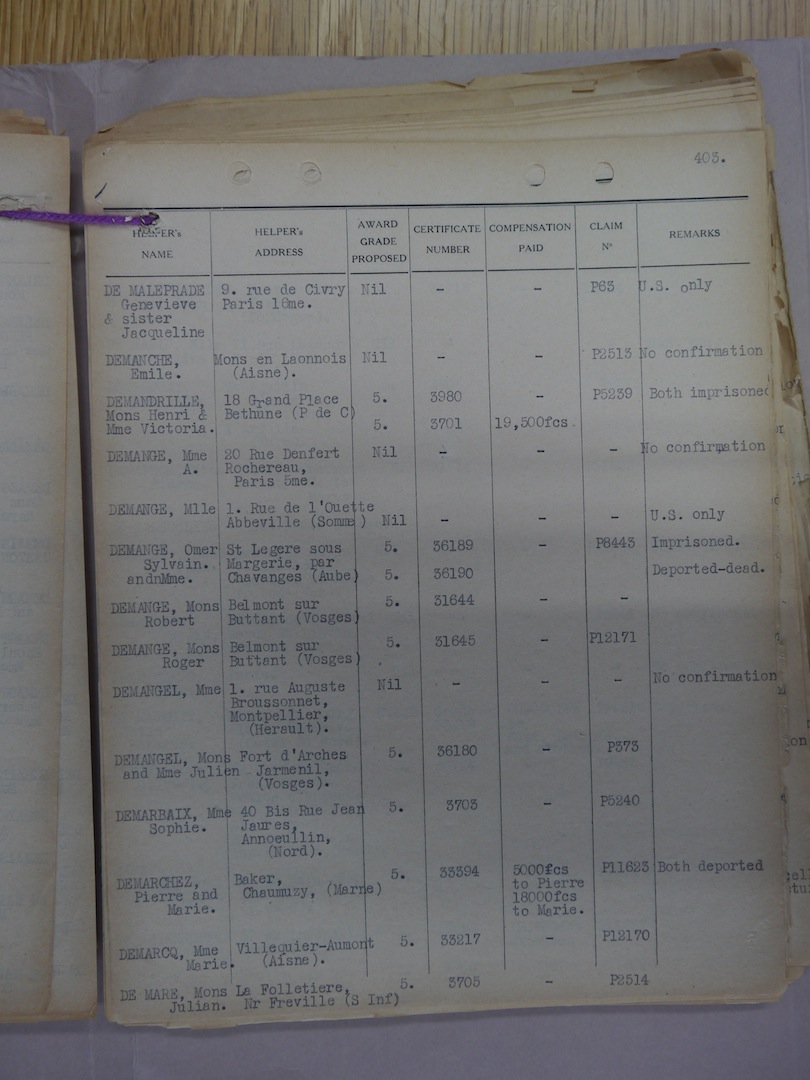 403.
HELPER's NAME | HELPER's ADDRESS | AWARD GRADE PROPOSED | CERTIFICATE NUMBER | COMPENSATION PAID | CLAIM Nº | REMARKS
DE MALEPRADE 9. rue de Civry Nil - - P63 U.S. only
Genevieve Paris 16me.
& sister
Jacqueline
DEMANCHE, Mons en Laonnois Nil - - P2513 No confirmation
Emile. (Aisne).
DEMANDRILLE, 18 Grand Place 5. 3980 - P5239 Both imprisoned
Mons Henri & Bethune (P de C)
Mme Victoria. 5. 3701 19,500fcs.
DEMANGE, Mme 20 Rue Denfert Nil - - - No confirmation
A. Rochereau,
Paris 5me.
DEMANGE, Mlle 1. Rue de l'Ouette
Abbeville (Somme) Nil - - - U.S. only
DEMANGE, Omer St Legere sous 5. 36189 - P8443 Imprisoned.
Sylvain. Margerie, par
andnMme. Chavanges (Aube) 5. 36190 Deported-dead.
DEMANGE, Mons Belmont sur 5. 31644 - -
Robert Buttant (Vosges)
DEMANGE, Mons Belmont sur 5. 31645 - P12171
Roger Buttant (Vosges)
DEMANGEL, Mme 1. rue Auguste Nil - - - No confirmation
Broussonnet,
Montpellier,
(Herault).
DEMANGEL, Mons Fort d'Arches 5. 36180 - P373
and Mme Julien Jarmenil,
(Vosges).
DEMARBAIX, Mme 40 Bis Rue Jean 5. 3703 - P5240
Sophie. Jaures,
Annoeullin,
(Nord).
DEMARCHEZ, Baker, 5. 33394 5000fcs P11623 Both deported
Pierre and Chaumuzy, (Marne) to Pierre
Marie. 18000fcs
to Marie.
DEMARCQ, Mme Villequier-Aumont 5. 33217 - P12170
Marie. (Aisne).
DE MARE, Mons La Folletiere, 5. 3705 - P2514
Julian. Nr Freville (S Inf)